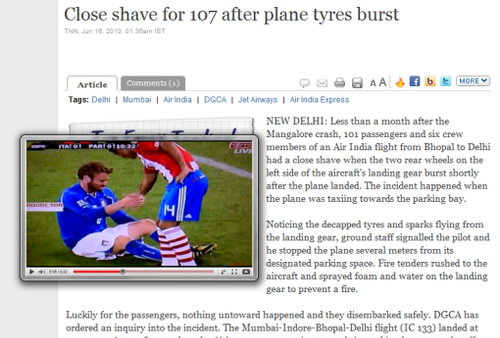 Close shave for 107 after plane tyres burst
TNN, Jun 16, 2010, 01:36am IST
Article
Comments (1)
A A
MORE
Tags: Delhi | Mumbai | Air India | DGCA | Jet Airways | Air India Express
NEW DELHI: Less than a month after the
Mangalore crash, 101 passengers and six crew
members of an Air India flight from Bhopal to Delhi
had a close shave when the two rear wheels on the
left side of the aircraft's landing gear burst shortly
after the plane landed. The incident happened when
the plane was taxiing towards the parking bay.
ITA 0 PAR 0 10:32
ESPN
LIVE
14
Noticing the decapped tyres and sparks flying from
the landing gear, ground staff signalled the pilot and
he stopped the plane several meters from its
designated parking space. Fire tenders rushed to the
aircraft and sprayed foam and water on the landing
gear to prevent a fire.
Luckily for the passengers, nothing untoward happened and they disembarked safely. DGCA has
ordered an inquiry into the incident. The Mumbai-Indore-Bhopal-Delhi flight (IC 133) landed at